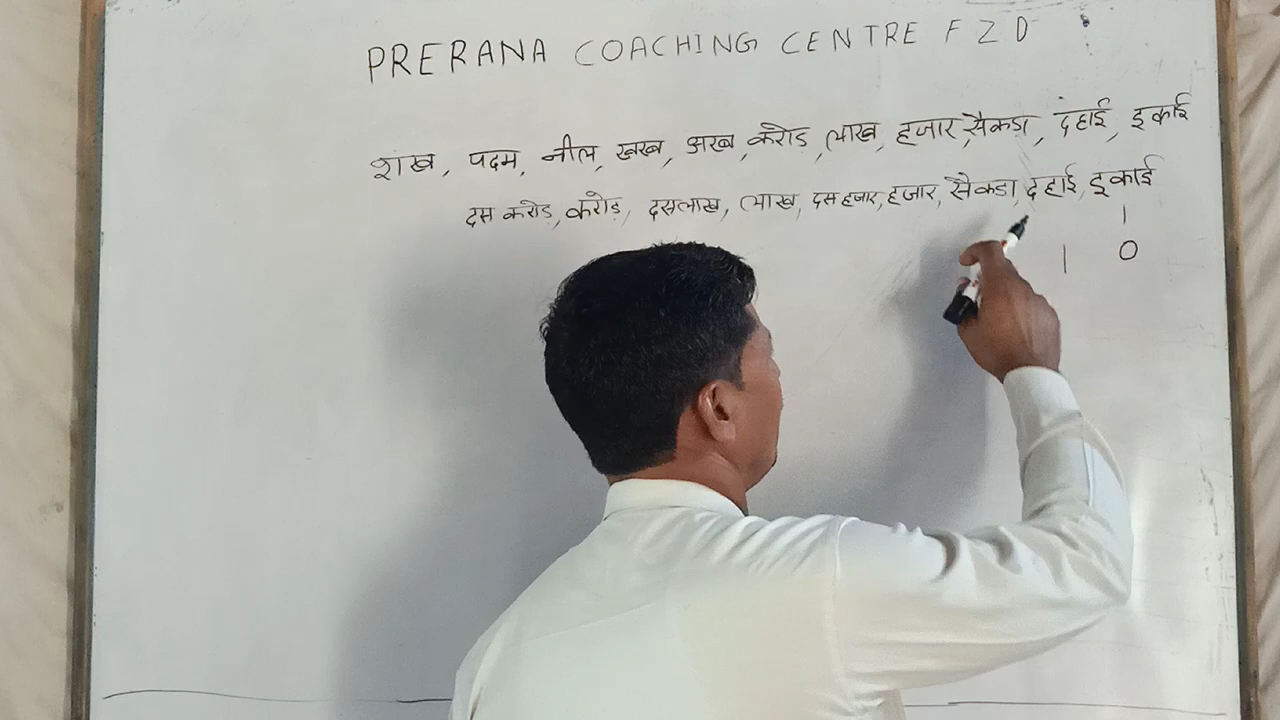 PRERANA COACHING CENTRE FZD
शंख, पदम, नील, खरब, अरब, करोड, लाख, हजार, सैकडा, दहाई, इकाई
दस करोड, करोड, दसलाख, लाख, दस हजार, हजार, सैकडा, दहाई, इकाई
1
1 0